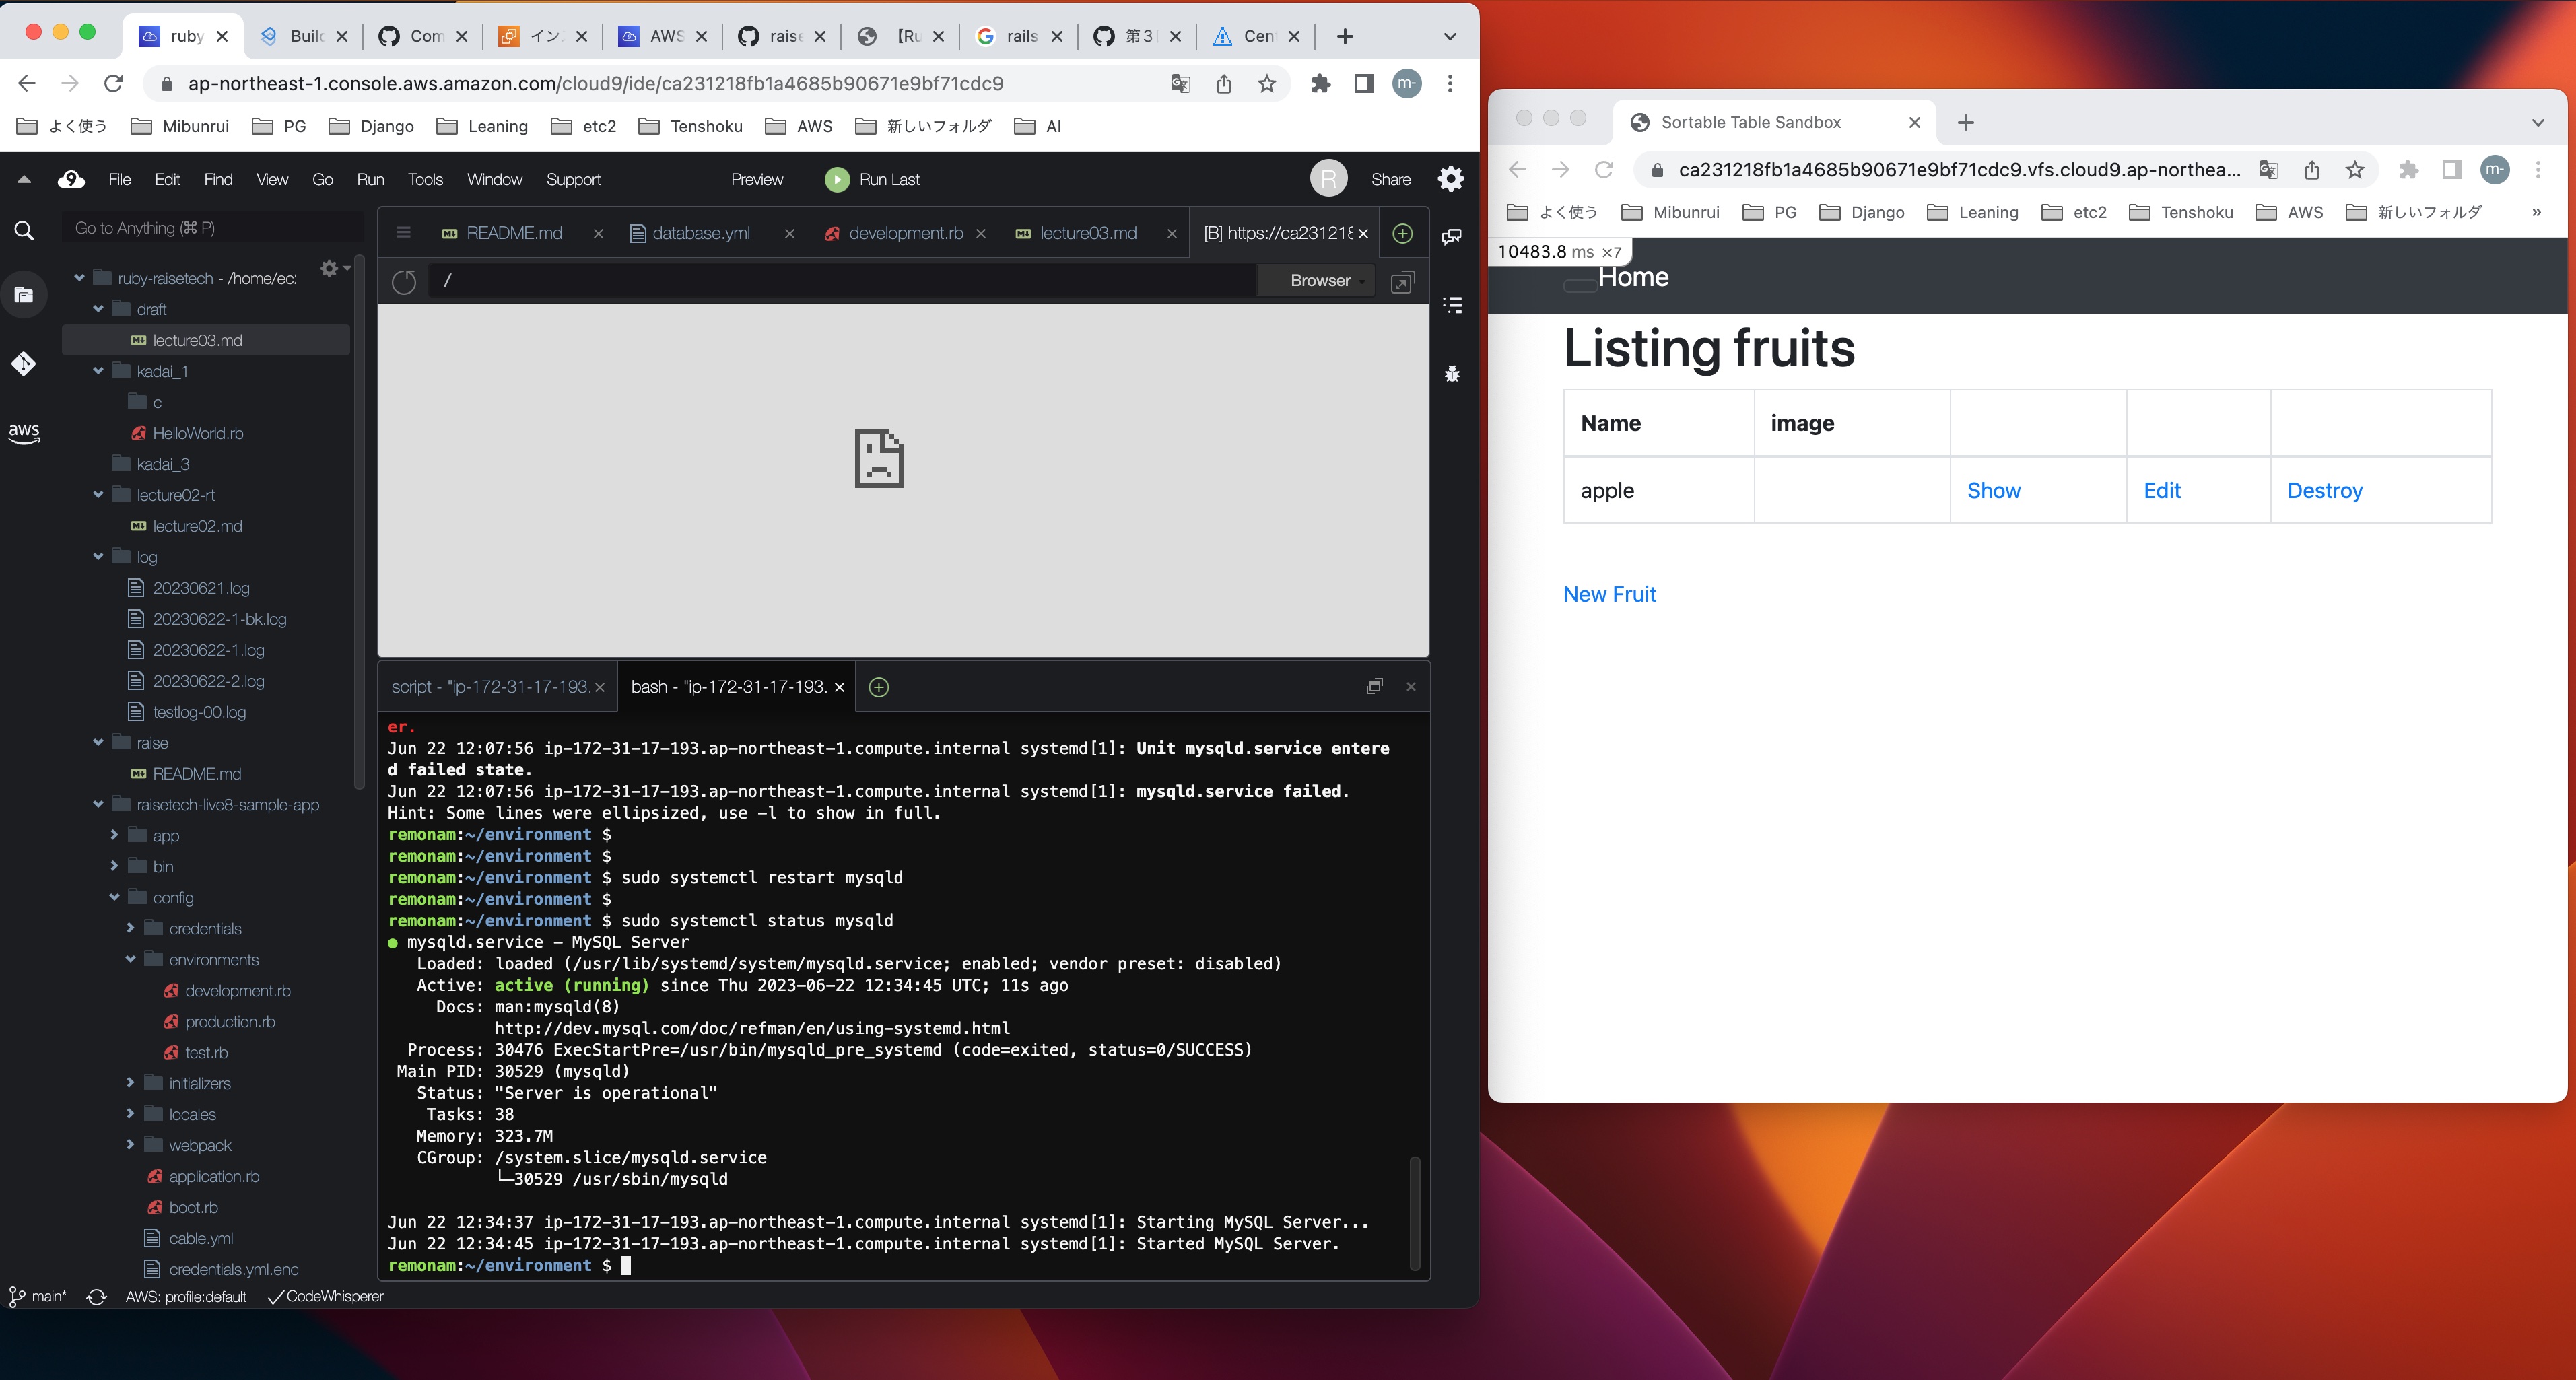 ruby
Build
Com
イン
AWS
raise
【Ru
rails
第3
Cen
ap-northeast-1.console.aws.amazon.com/cloud9/ide/ca231218fb1a4685b90671e9bf71cdc9
m-
よく使う
Mibunrui
PG
Django
Leaning
etc2
Tenshoku
AWS
新しいフォルダ
AI
9
File
Edit
Find
View
Go
Run
Tools
Window
Support
Preview
Run Last
R
Share
Go to Anything (⌘ P)
ruby-raisetech - /home/ec2
draft
lecture03.md
kadai_1
c
HelloWorld.rb
kadai_3
lecture02-rt
lecture02.md
log
20230621.log
20230622-1-bk.log
20230622-1.log
20230622-2.log
testlog-00.log
raise
README.md
raisetech-live8-sample-app
app
bin
config
credentials
environments
development.rb
production.rb
test.rb
initializers
locales
webpack
application.rb
boot.rb
cable.yml
credentials.yml.enc
aws
main*
AWS: profile:default
CodeWhisperer
README.md
database.yml
development.rb
lecture03.md
[B] https://ca231218
/
Browser
script - "ip-172-31-17-193.
bash - "ip-172-31-17-193.
er.
Jun 22 12:07:56 ip-172-31-17-193.ap-northeast-1.compute.internal systemd[1]: Unit mysqld.service entere
d failed state.
Jun 22 12:07:56 ip-172-31-17-193.ap-northeast-1.compute.internal systemd[1]: mysqld.service failed.
Hint: Some lines were ellipsized, use -l to show in full.
remonam:~/environment $
remonam:~/environment $
remonam:~/environment $ sudo systemctl restart mysqld
remonam:~/environment $
remonam:~/environment $ sudo systemctl status mysqld
● mysqld.service - MySQL Server
Loaded: loaded (/usr/lib/systemd/system/mysqld.service; enabled; vendor preset: disabled)
Active: active (running) since Thu 2023-06-22 12:34:45 UTC; 11s ago
Docs: man:mysqld(8)
http://dev.mysql.com/doc/refman/en/using-systemd.html
Process: 30476 ExecStartPre=/usr/bin/mysqld_pre_systemd (code=exited, status=0/SUCCESS)
Main PID: 30529 (mysqld)
Status: "Server is operational"
Tasks: 38
Memory: 323.7M
CGroup: /system.slice/mysqld.service
└─30529 /usr/sbin/mysqld
Jun 22 12:34:37 ip-172-31-17-193.ap-northeast-1.compute.internal systemd[1]: Starting MySQL Server...
Jun 22 12:34:45 ip-172-31-17-193.ap-northeast-1.compute.internal systemd[1]: Started MySQL Server.
remonam:~/environment $
Sortable Table Sandbox
ca231218fb1a4685b90671e9bf71cdc9.vfs.cloud9.ap-northea...
m-
よく使う
Mibunrui
PG
Django
Leaning
etc2
Tenshoku
AWS
新しいフォルダ
»
10483.8 ms ×7
Home
Listing fruits
Name
image
apple
Show
Edit
Destroy
New Fruit